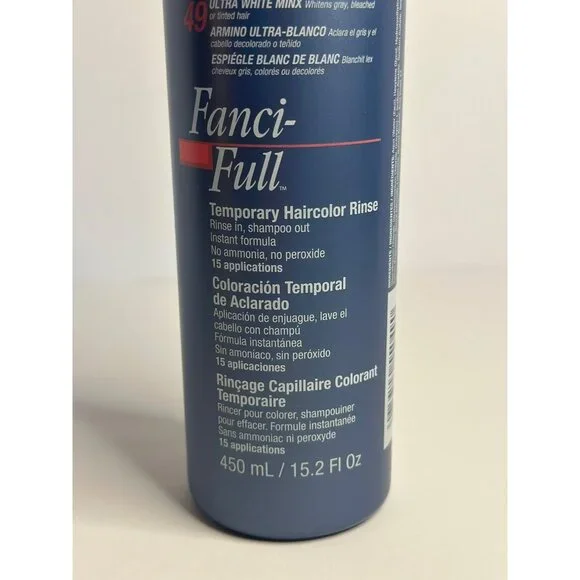 49
ULTRA WHITE MINX Whitens gray, bleached
or tinted hair
ARMINO ULTRA-BLANCO Aclara el gris y el
cabello decolorado o teñido
ESPIÉGLE BLANC DE BLANC Blanchit lex
cheveux gris, colorés ou décolorés
Fanci-
Full™
Temporary Haircolor Rinse
Rinse in, shampoo out
Instant formula
No ammonia, no peroxide
15 applications
Coloración Temporal
de Aclarado
Aplicación de enjuague, lave el
cabello con champú
Fórmula instantánea
Sin amoníaco, sin peróxido
15 aplicaciones
Rinçage Capillaire Colorant
Temporaire
Rincer pour colorer, shampouiner
pour effacer. Formule instantanée
Sans ammoniac ni peroxyde
15 applications
450 mL / 15.2 Fl Oz